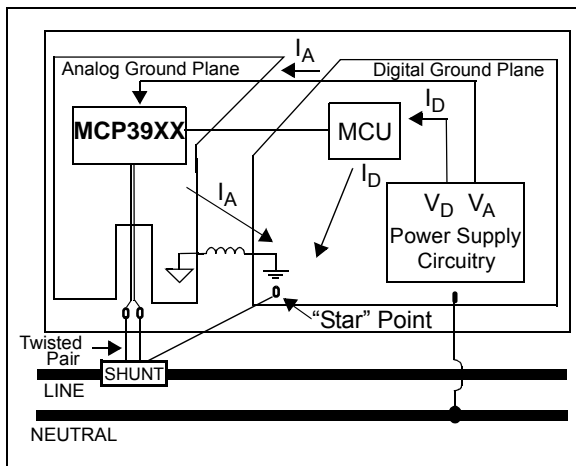 I_A
Analog Ground Plane
Digital Ground Plane
MCP39XX
MCU
I_D
I_A
I_D
V_D V_A
Power Supply
Circuitry
"Star" Point
Twisted
Pair
SHUNT
LINE
NEUTRAL